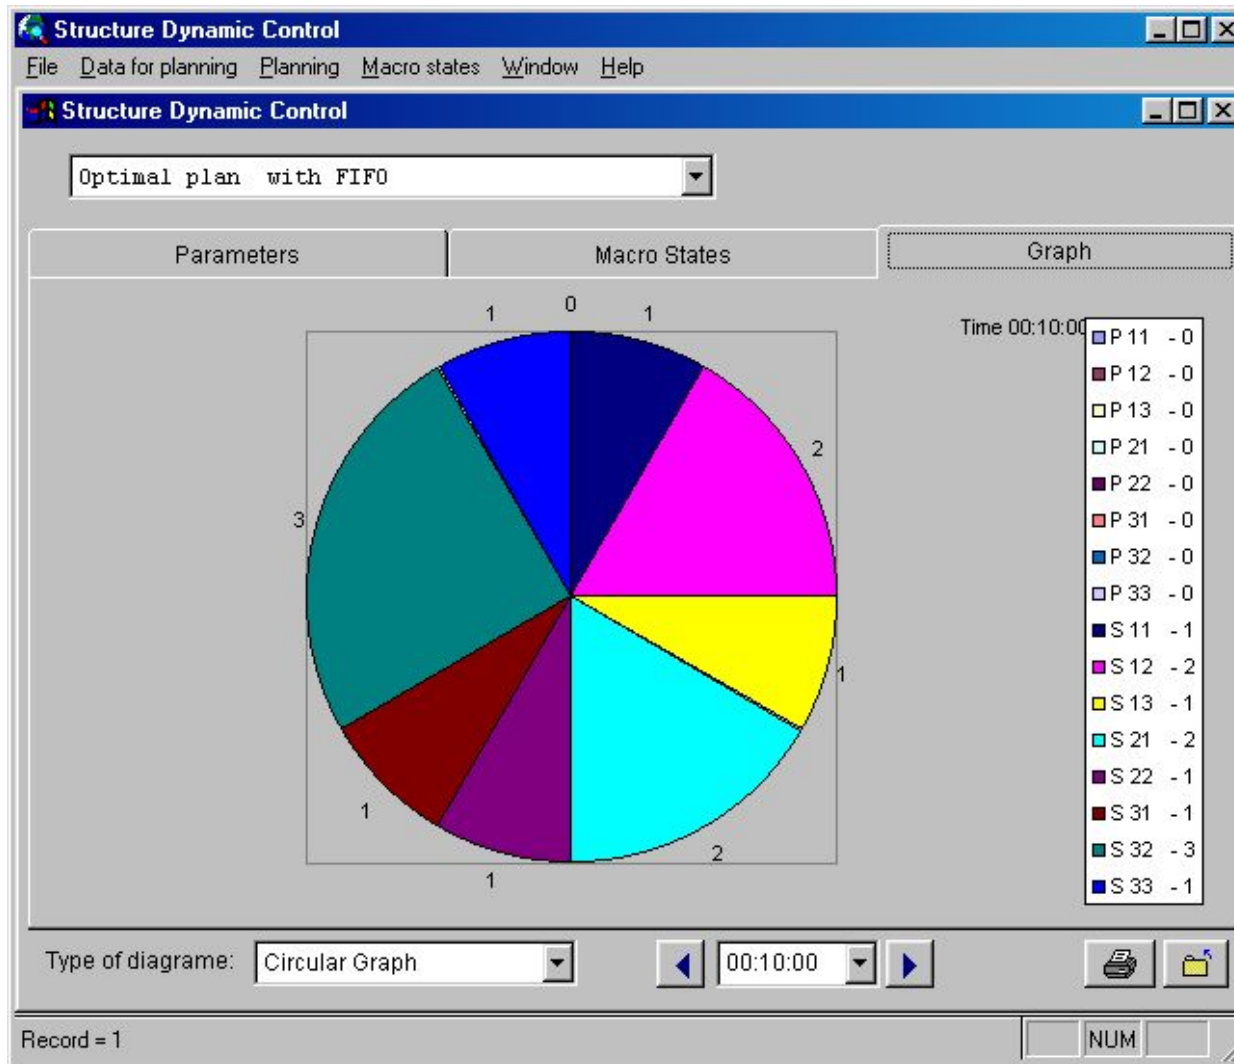 Structure Dynamic Control
File Data for planning Planning Macro states Window Help
Structure Dynamic Control
Optimal plan with FIFO
Parameters Macro States Graph
1 0 1
Time 00:10:00
2
3
1
1
2
1
P 11 - 0
P 12 - 0
P 13 - 0
P 21 - 0
P 22 - 0
P 31 - 0
P 32 - 0
P 33 - 0
S 11 - 1
S 12 - 2
S 13 - 1
S 21 - 2
S 22 - 1
S 31 - 1
S 32 - 3
S 33 - 1
Type of diagrame: Circular Graph 00:10:00
Record = 1 NUM